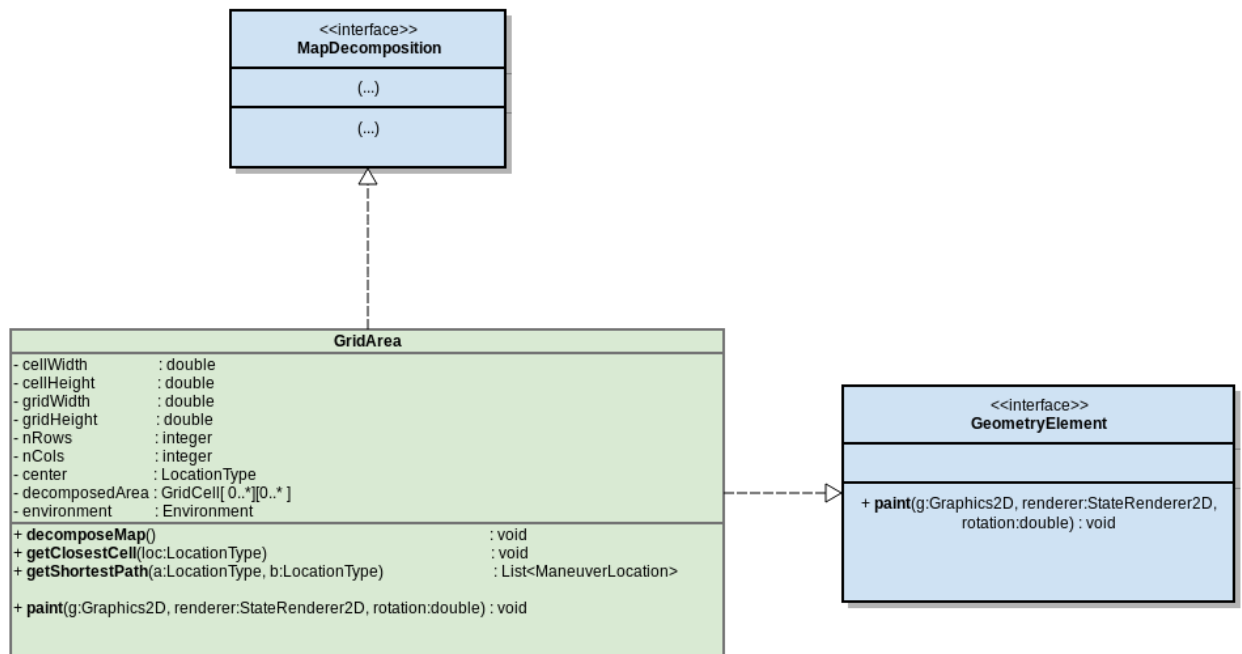 <<interface>>
MapDecomposition
(...)
(...)
GridArea
- cellWidth : double
- cellHeight : double
- gridWidth : double
- gridHeight : double
- nRows : integer
- nCols : integer
- center : LocationType
- decomposedArea : GridCell[ 0..*][0..* ]
- environment : Environment
+ decomposeMap() : void
+ getClosestCell(loc:LocationType) : void
+ getShortestPath(a:LocationType, b:LocationType) : List<ManeuverLocation>
+ paint(g:Graphics2D, renderer:StateRenderer2D, rotation:double) : void
<<interface>>
GeometryElement
+ paint(g:Graphics2D, renderer:StateRenderer2D,
rotation:double) : void